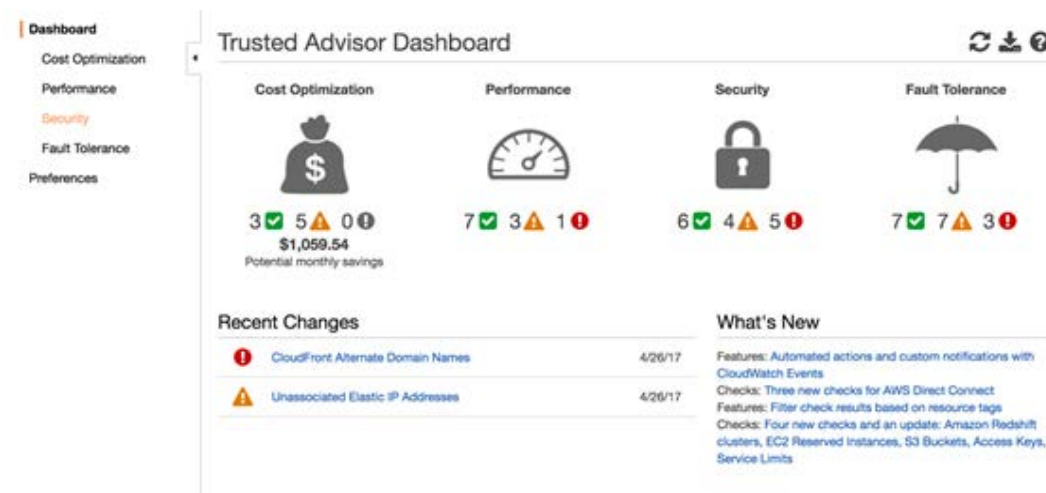 Dashboard
Cost Optimization
Performance
Security
Fault Tolerance
Preferences
Trusted Advisor Dashboard
Cost Optimization
Performance
Security
Fault Tolerance
$
3 5 0
7 3 1
6 4 5
7 7 3
$1,059.54
Potential monthly savings
Recent Changes
CloudFront Alternate Domain Names 4/26/17
Unassociated Elastic IP Addresses 4/26/17
What's New
Features: Automated actions and custom notifications with
CloudWatch Events
Checks: Three new checks for AWS Direct Connect
Features: Filter check results based on resource tags
Checks: Four new checks and an update: Amazon Redshift
clusters, EC2 Reserved Instances, S3 Buckets, Access Keys,
Service Limits